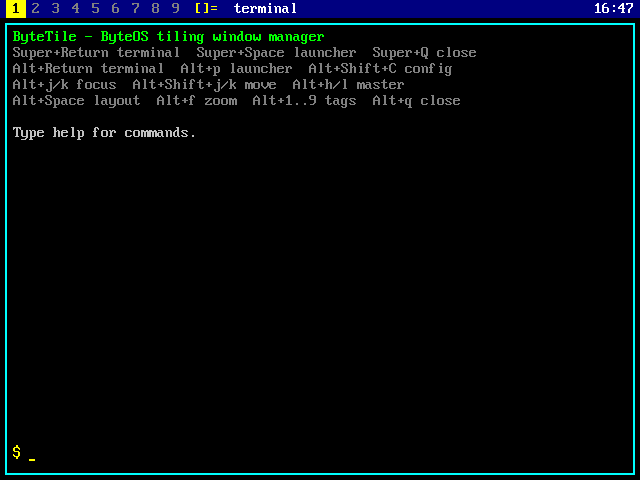 1 2 3 4 5 6 7 8 9 []= terminal 16:47
ByteTile - ByteOS tiling window manager
Super+Return terminal  Super+Space launcher  Super+Q close
Alt+Return terminal  Alt+p launcher  Alt+Shift+C config
Alt+j/k focus  Alt+Shift+j/k move  Alt+h/l master
Alt+Space layout  Alt+f zoom  Alt+1..9 tags  Alt+q close
Type help for commands.
$ _